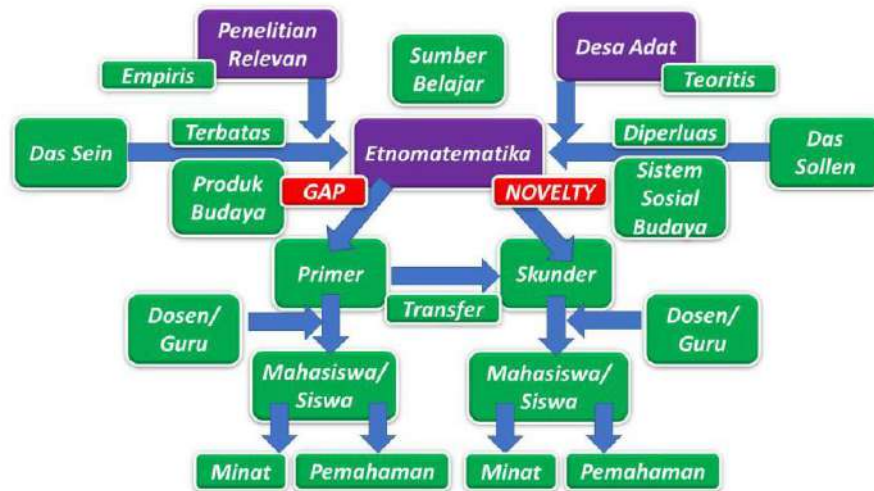 Penelitian
Relevan
Empiris
Sumber
Belajar
Desa Adat
Teoritis
Das Sein
Terbatas
Etnomatematika
Diperluas
Das
Sollen
Produk
Budaya
GAP
NOVELTY
Sistem
Sosial
Budaya
Primer
Transfer
Skunder
Dosen/
Guru
Dosen/
Guru
Mahasiswa/
Siswa
Mahasiswa/
Siswa
Minat
Pemahaman
Minat
Pemahaman